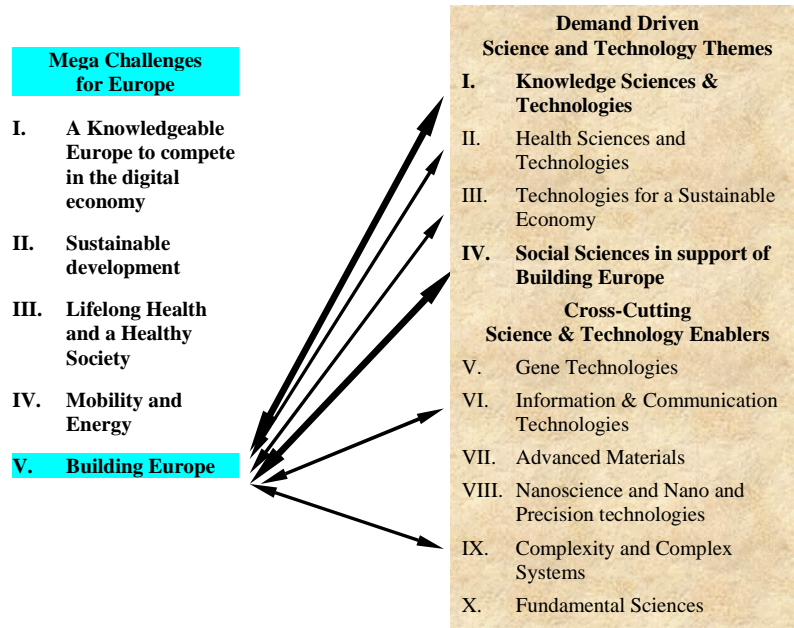 Mega Challenges
for Europe
I. A Knowledgeable
Europe to compete
in the digital
economy
II. Sustainable
development
III. Lifelong Health
and a Healthy
Society
IV. Mobility and
Energy
V. Building Europe
Demand Driven
Science and Technology Themes
I. Knowledge Sciences &
Technologies
II. Health Sciences and
Technologies
III. Technologies for a Sustainable
Economy
IV. Social Sciences in support of
Building Europe
Cross-Cutting
Science & Technology Enablers
V. Gene Technologies
VI. Information & Communication
Technologies
VII. Advanced Materials
VIII. Nanoscience and Nano and
Precision technologies
IX. Complexity and Complex
Systems
X. Fundamental Sciences